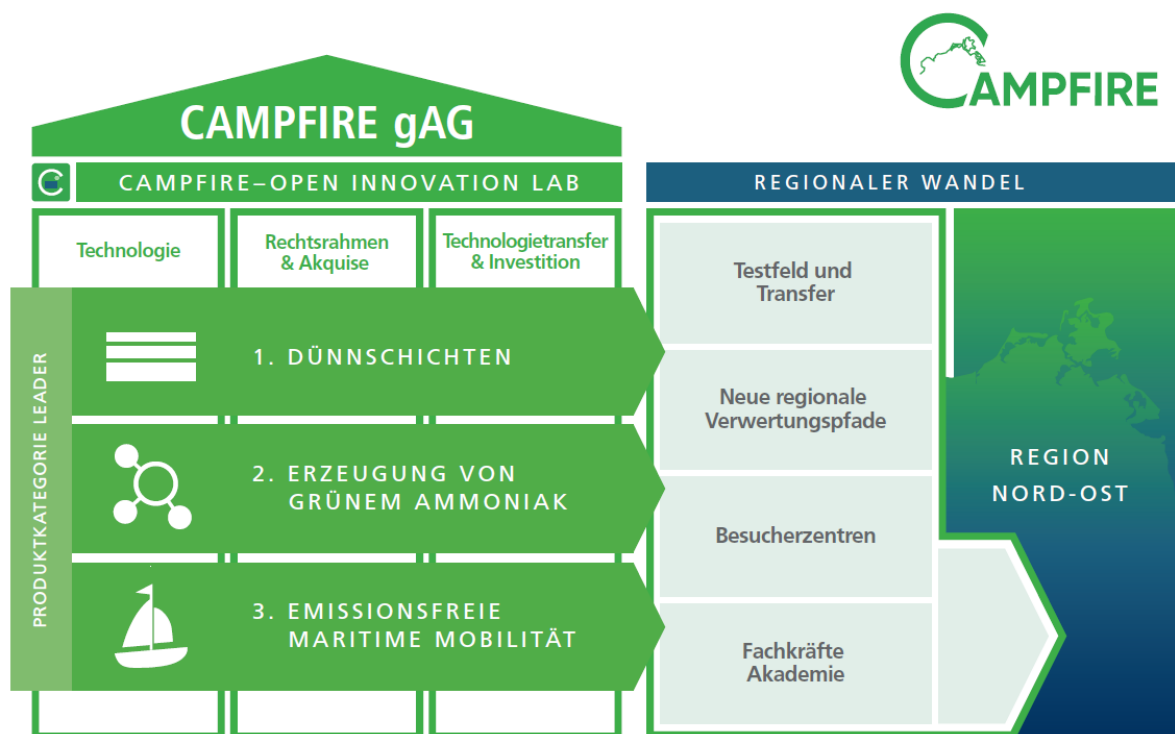 CAMPFIRE
CAMPFIRE gAG
CAMPFIRE–OPEN INNOVATION LAB
REGIONALER WANDEL
Technologie
Rechtsrahmen
& Akquise
Technologietransfer
& Investition
PRODUKTKATEGORIE LEADER
1. DÜNNSCHICHTEN
2. ERZEUGUNG VON
GRÜNEM AMMONIAK
3. EMISSIONSFREIE
MARITIME MOBILITÄT
Testfeld und
Transfer
Neue regionale
Verwertungspfade
Besucherzentren
Fachkräfte
Akademie
REGION
NORD-OST